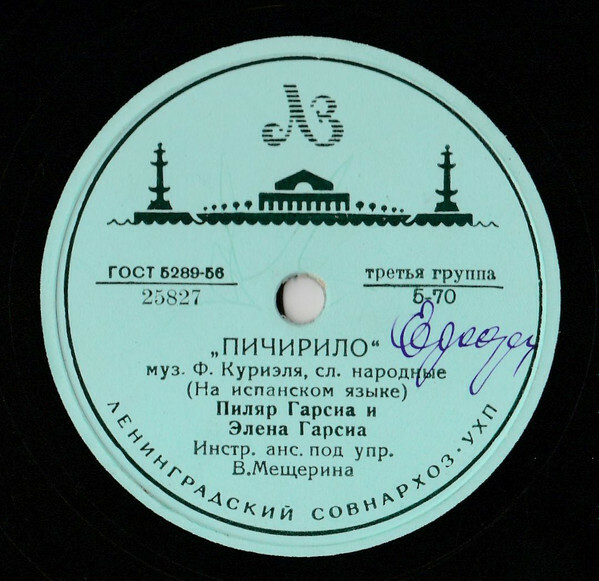 ЛЗ
ГОСТ 5289-56
25827
третья группа
5-70
„ПИЧИРИЛО“
муз. Ф. Куриэля, сл. народные
(На испанском языке)
Пиляр Гарсиа и
Элена Гарсиа
Инстр. анс. под упр.
В.Мещерина
ЛЕНИНГРАДСКИЙ СОВНАРХОЗ·УХП